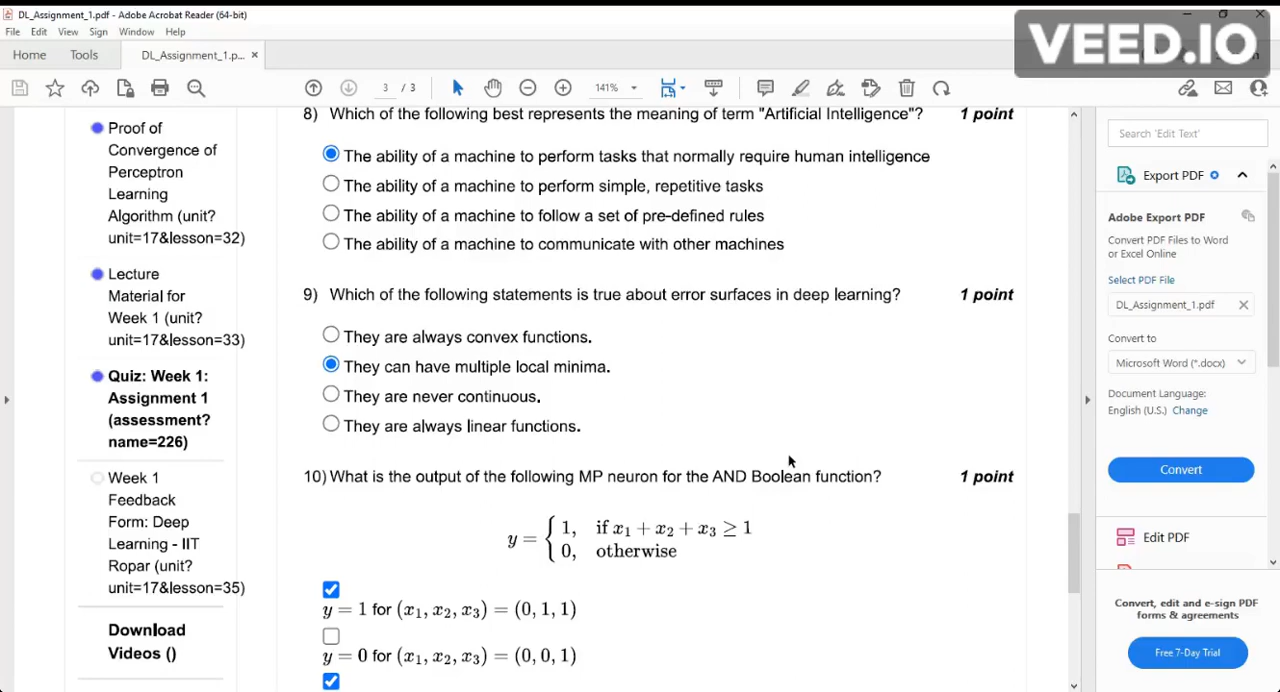 DL_Assignment_1.pdf - Adobe Acrobat Reader (64-bit)
File Edit View Sign Window Help
VEED.IO
Home Tools DL_Assignment_1.p... ×
3 / 3 141%
Proof of
Convergence of
Perceptron
Learning
Algorithm (unit?
unit=17&lesson=32)
Lecture
Material for
Week 1 (unit?
unit=17&lesson=33)
Quiz: Week 1:
Assignment 1
(assessment?
name=226)
Week 1
Feedback
Form: Deep
Learning - IIT
Ropar (unit?
unit=17&lesson=35)
Download
Videos ()
8) Which of the following best represents the meaning of term "Artificial Intelligence"? 1 point
The ability of a machine to perform tasks that normally require human intelligence
The ability of a machine to perform simple, repetitive tasks
The ability of a machine to follow a set of pre-defined rules
The ability of a machine to communicate with other machines
9) Which of the following statements is true about error surfaces in deep learning? 1 point
They are always convex functions.
They can have multiple local minima.
They are never continuous.
They are always linear functions.
10) What is the output of the following MP neuron for the AND Boolean function? 1 point
y = { 1, if x₁ + x₂ + x₃ ≥ 1
0, otherwise
y = 1 for (x₁, x₂, x₃) = (0, 1, 1)
y = 0 for (x₁, x₂, x₃) = (0, 0, 1)
Search 'Edit Text'
Export PDF
Adobe Export PDF
Convert PDF Files to Word
or Excel Online
Select PDF File
DL_Assignment_1.pdf
Convert to
Microsoft Word (*.docx)
Document Language:
English (U.S.) Change
Convert
Edit PDF
Convert, edit and e-sign PDF
forms & agreements
Free 7-Day Trial